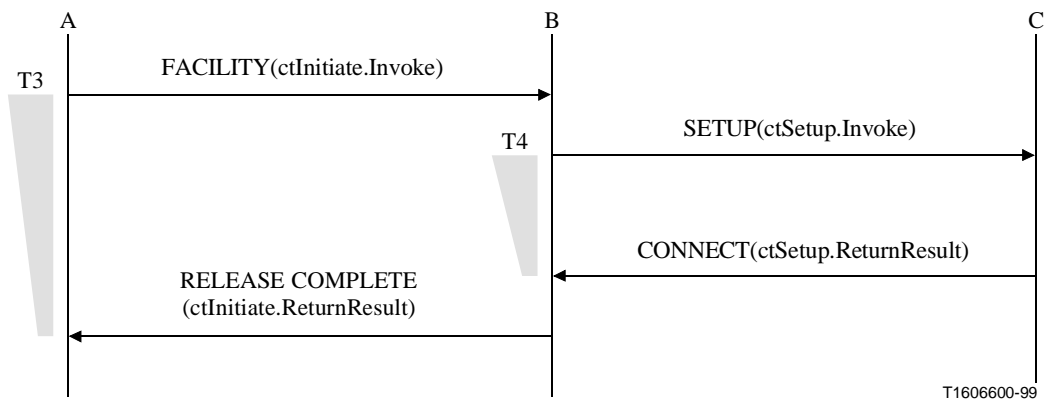 A
B
C
T3
FACILITY(ctInitiate.Invoke)
SETUP(ctSetup.Invoke)
T4
CONNECT(ctSetup.ReturnResult)
RELEASE COMPLETE
(ctInitiate.ReturnResult)
T1606600-99